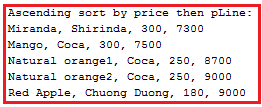 Ascending sort by price then pLine:
Miranda, Shirinda, 300, 7300
Mango, Coca, 300, 7500
Natural orange1, Coca, 250, 8700
Natural orange2, Coca, 250, 9000
Red Apple, Chuong Duong, 180, 9000